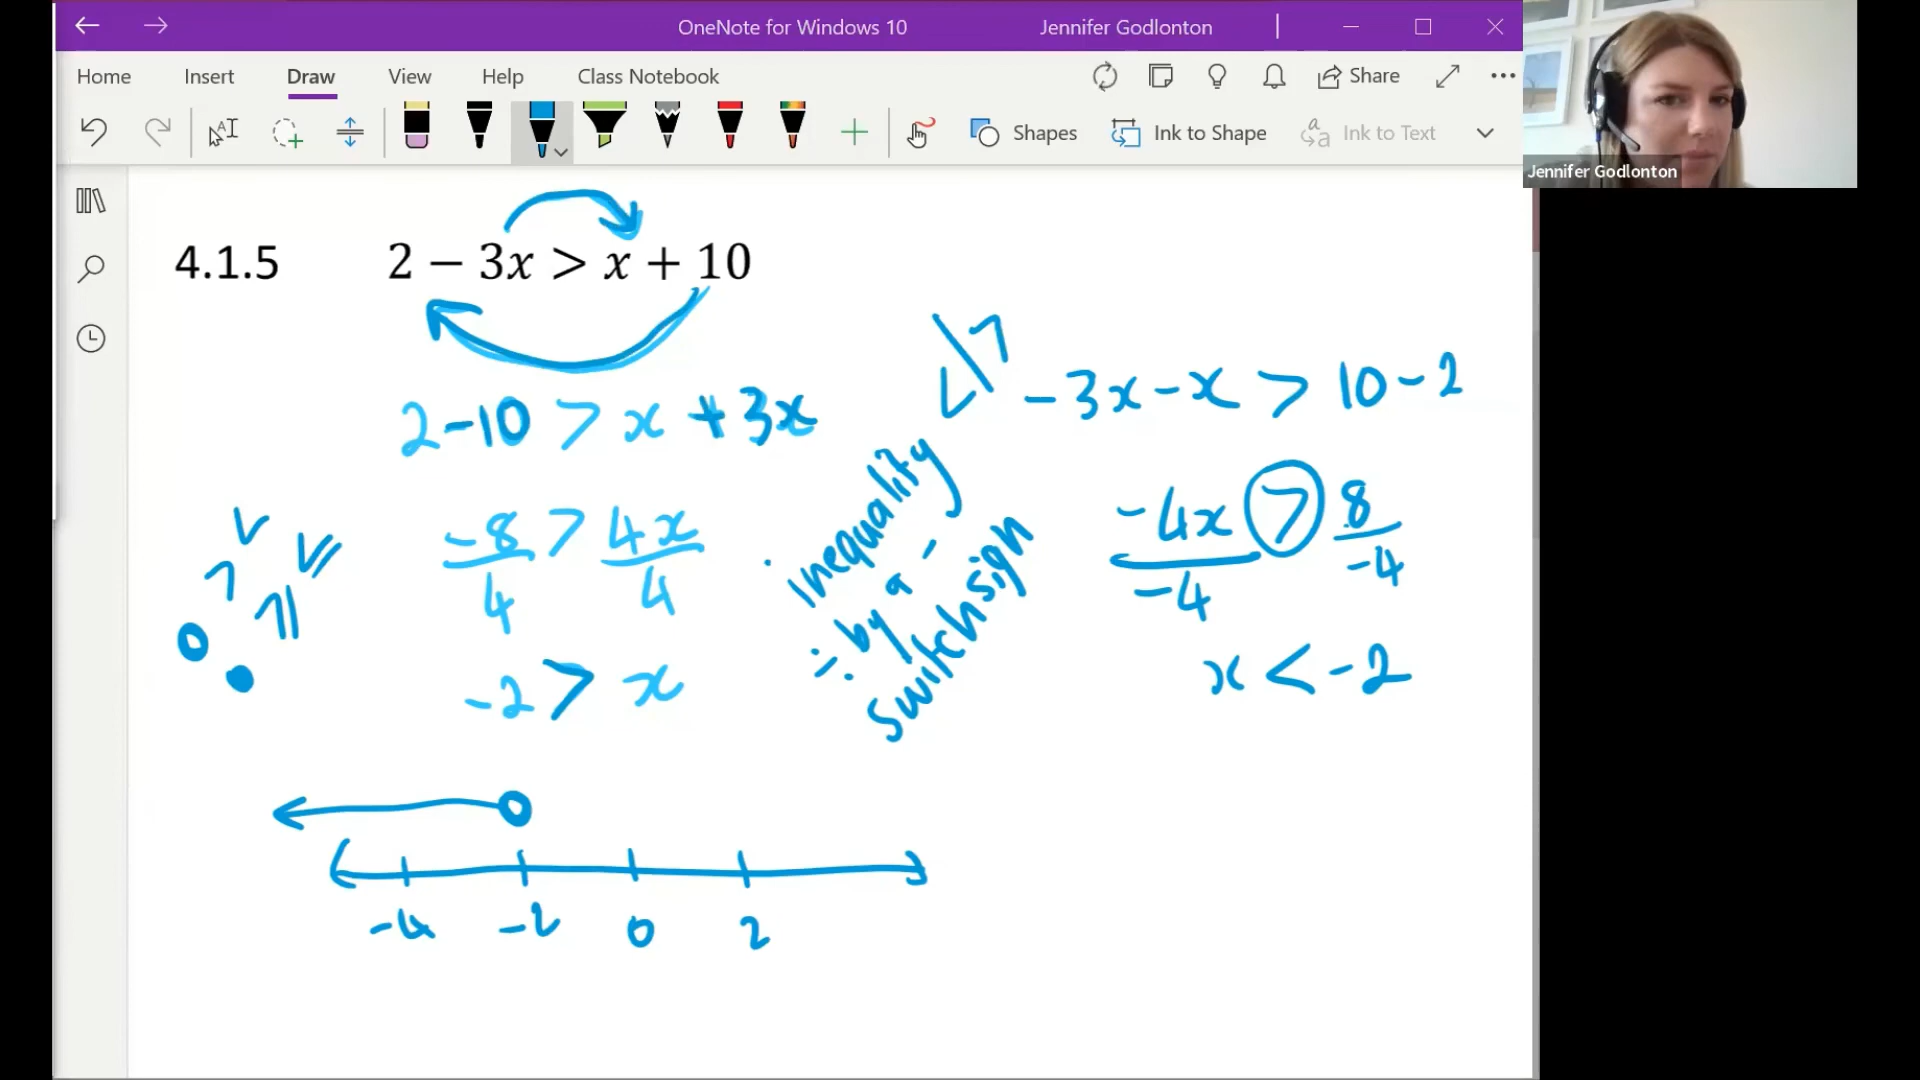 OneNote for Windows 10
Jennifer Godlonton
Home Insert Draw View Help Class Notebook
Share
Shapes Ink to Shape Ink to Text
Jennifer Godlonton
4.1.5 2 − 3x > x + 10
2 - 10 > x + 3x
-8/4 > 4x/4
-2 > x
< | >
inequality
÷ by a -
switch sign
-3x - x > 10 - 2
-4x/-4 > 8/-4
x < -2
-4 -2 0 2